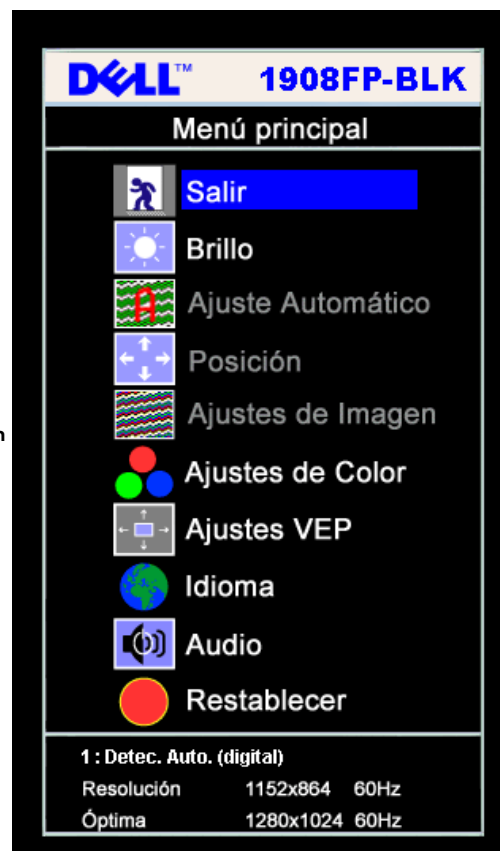 DELL™ 1908FP-BLK
Menú principal
Salir
Brillo
Ajuste Automático
Posición
Ajustes de Imagen
Ajustes de Color
Ajustes VEP
Idioma
Audio
Restablecer
1 : Detec. Auto. (digital)
Resolución 1152x864 60Hz
Óptima 1280x1024 60Hz